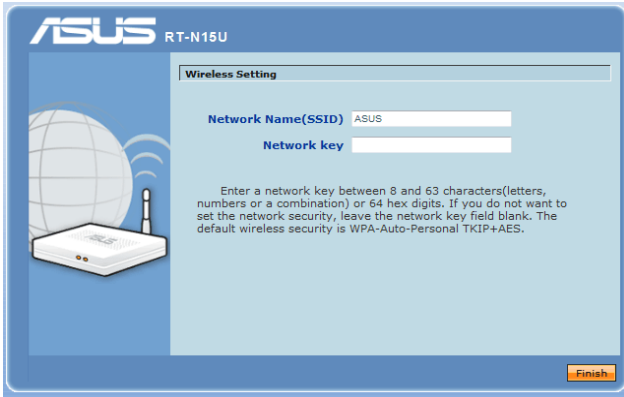 ASUS RT-N15U
Wireless Setting
Network Name(SSID) ASUS
Network key
Enter a network key between 8 and 63 characters(letters,
numbers or a combination) or 64 hex digits. If you do not want to
set the network security, leave the network key field blank. The
default wireless security is WPA-Auto-Personal TKIP+AES.
ASUS
Finish